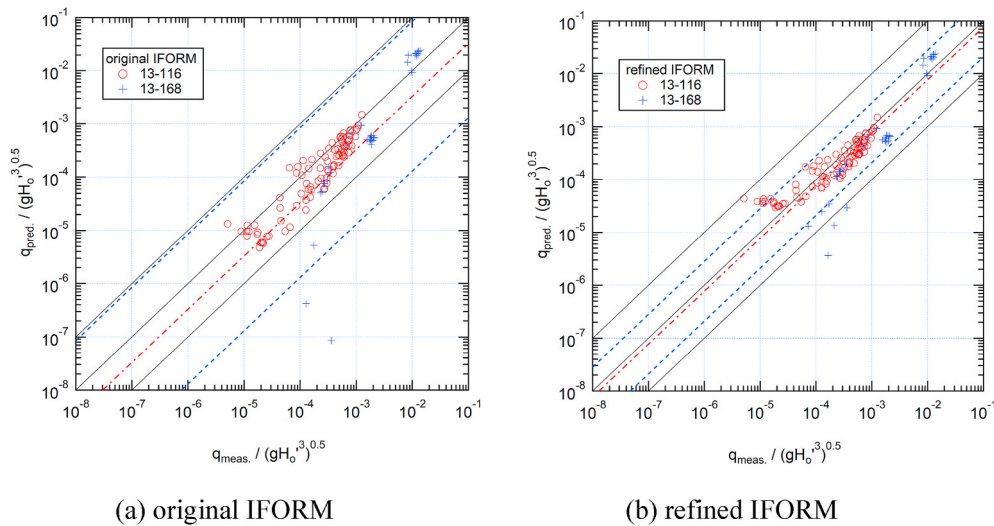 original IFORM
13-116
13-168
10⁻¹
10⁻²
10⁻³
10⁻⁴
10⁻⁵
10⁻⁶
10⁻⁷
10⁻⁸
q_pred. / (gH_o'³)^0.5
10⁻⁸ 10⁻⁷ 10⁻⁶ 10⁻⁵ 10⁻⁴ 10⁻³ 10⁻² 10⁻¹
q_meas. / (gH_o'³)^0.5
(a) original IFORM
refined IFORM
13-116
13-168
10⁻¹
10⁻²
10⁻³
10⁻⁴
10⁻⁵
10⁻⁶
10⁻⁷
10⁻⁸
q_pred. / (gH_o'³)^0.5
10⁻⁸ 10⁻⁷ 10⁻⁶ 10⁻⁵ 10⁻⁴ 10⁻³ 10⁻² 10⁻¹
q_meas. / (gH_o'³)^0.5
(b) refined IFORM